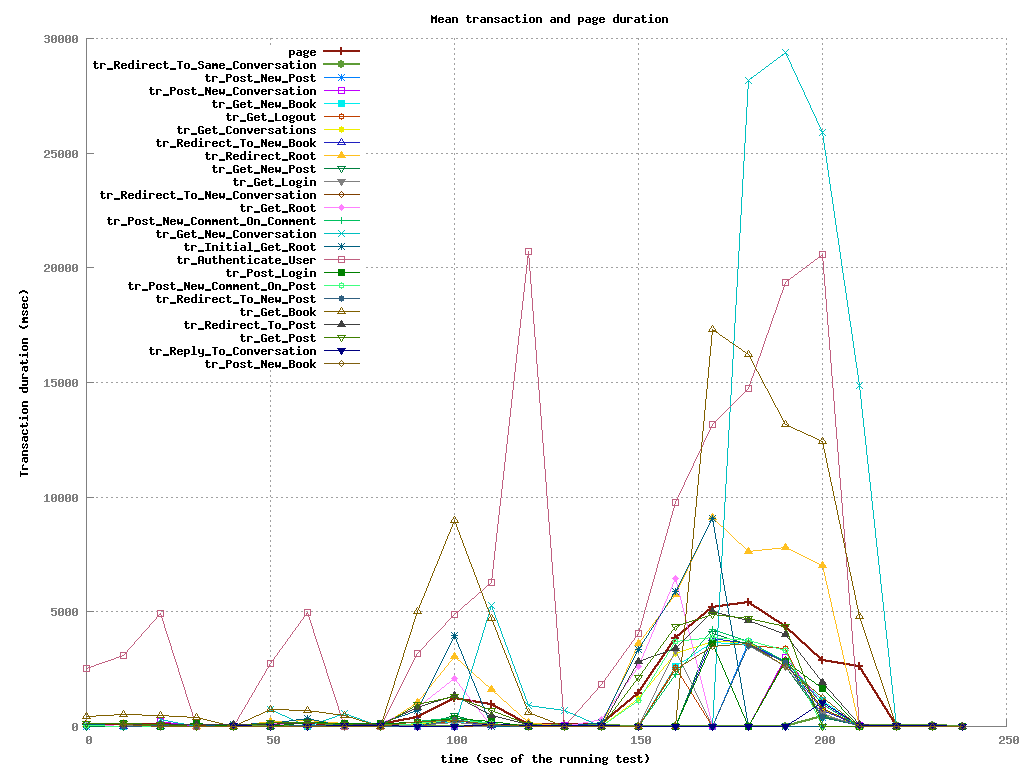 Mean transaction and page duration
30000
25000
20000
15000
10000
5000
0
Transaction duration (msec)
page
tr_Redirect_To_Same_Conversation
tr_Post_New_Post
tr_Post_New_Conversation
tr_Get_New_Book
tr_Get_Logout
tr_Get_Conversations
tr_Redirect_To_New_Book
tr_Redirect_Root
tr_Get_New_Post
tr_Get_Login
tr_Redirect_To_New_Conversation
tr_Get_Root
tr_Post_New_Comment_On_Comment
tr_Get_New_Conversation
tr_Initial_Get_Root
tr_Authenticate_User
tr_Post_Login
tr_Post_New_Comment_On_Post
tr_Redirect_To_New_Post
tr_Get_Book
tr_Redirect_To_Post
tr_Get_Post
tr_Reply_To_Conversation
tr_Post_New_Book
0 50 100 150 200 250
time (sec of the running test)